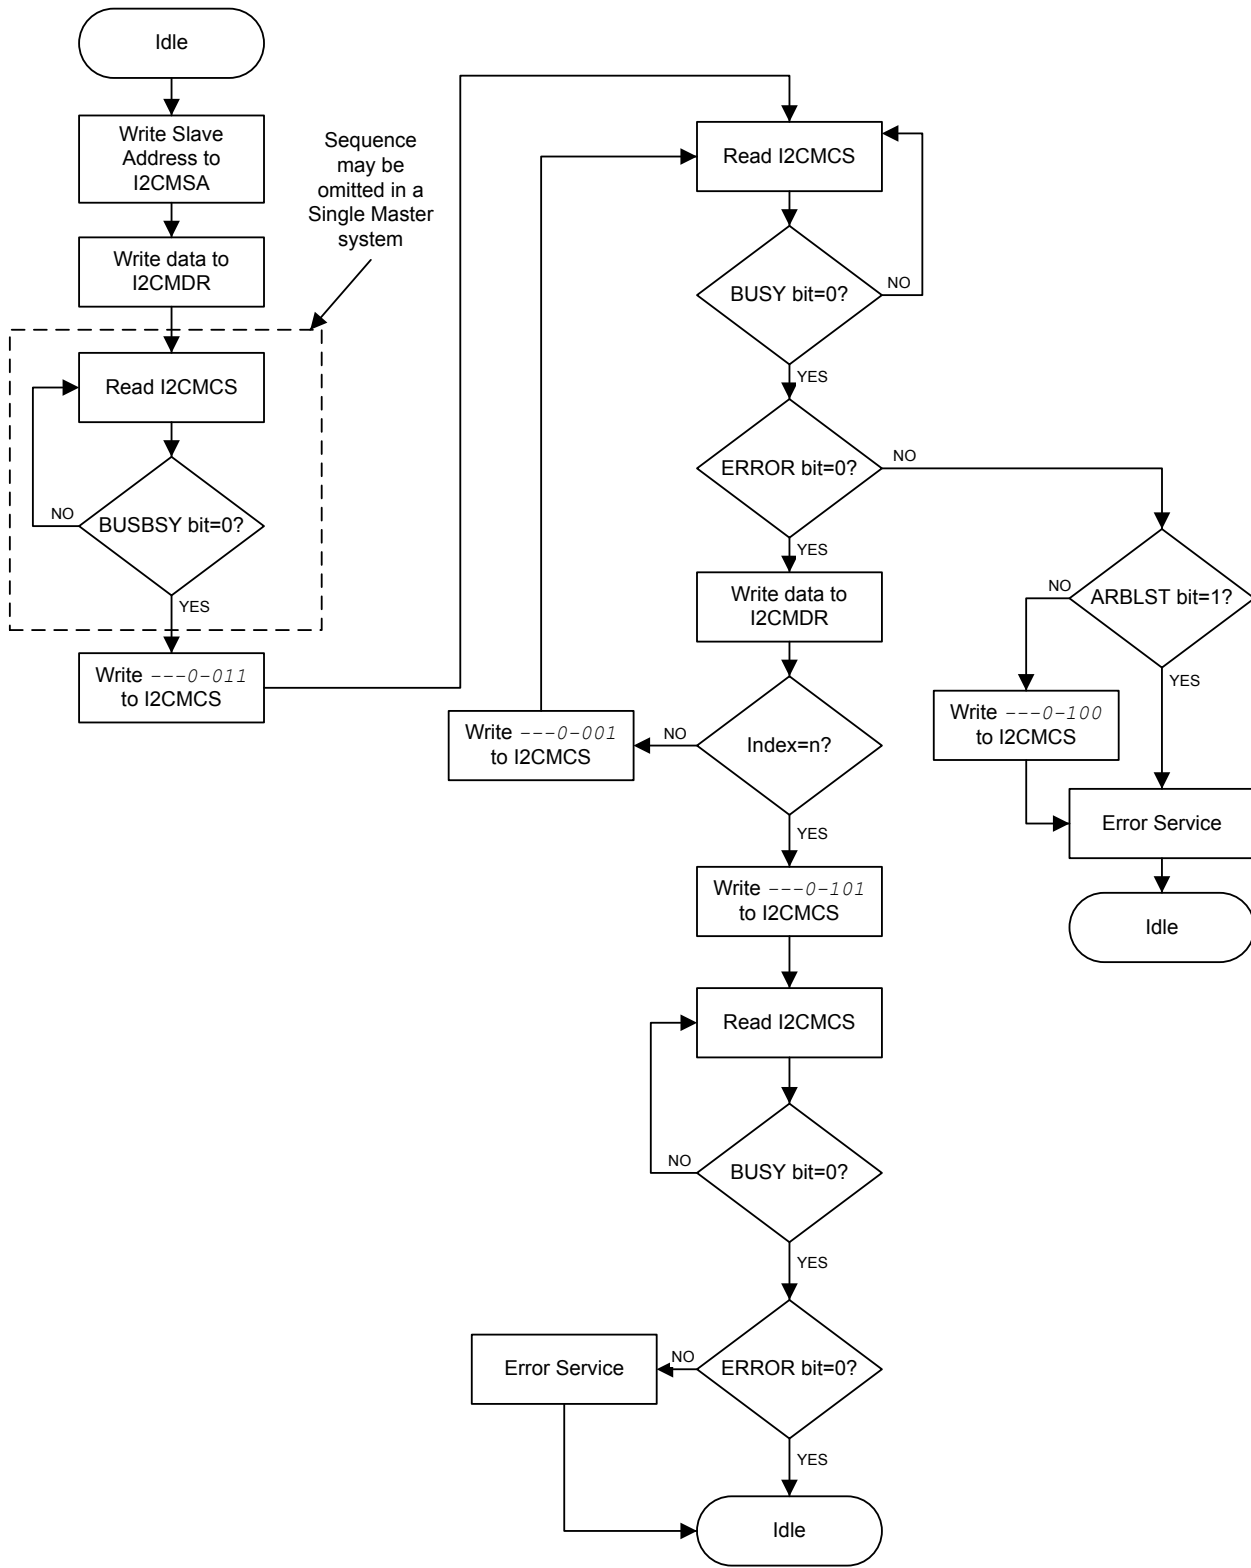 Idle
Write Slave
Address to
I2CMSA
Write data to
I2CMDR
Sequence
may be
omitted in a
Single Master
system
Read I2CMCS
NO
BUSBSY bit=0?
YES
Write ---0-011
to I2CMCS
Read I2CMCS
BUSY bit=0?
NO
YES
ERROR bit=0?
NO
YES
Write data to
I2CMDR
Index=n?
NO
Write ---0-001
to I2CMCS
YES
NO
ARBLST bit=1?
YES
Write ---0-100
to I2CMCS
Error Service
Idle
Write ---0-101
to I2CMCS
Read I2CMCS
NO
BUSY bit=0?
YES
Error Service
NO
ERROR bit=0?
YES
Idle